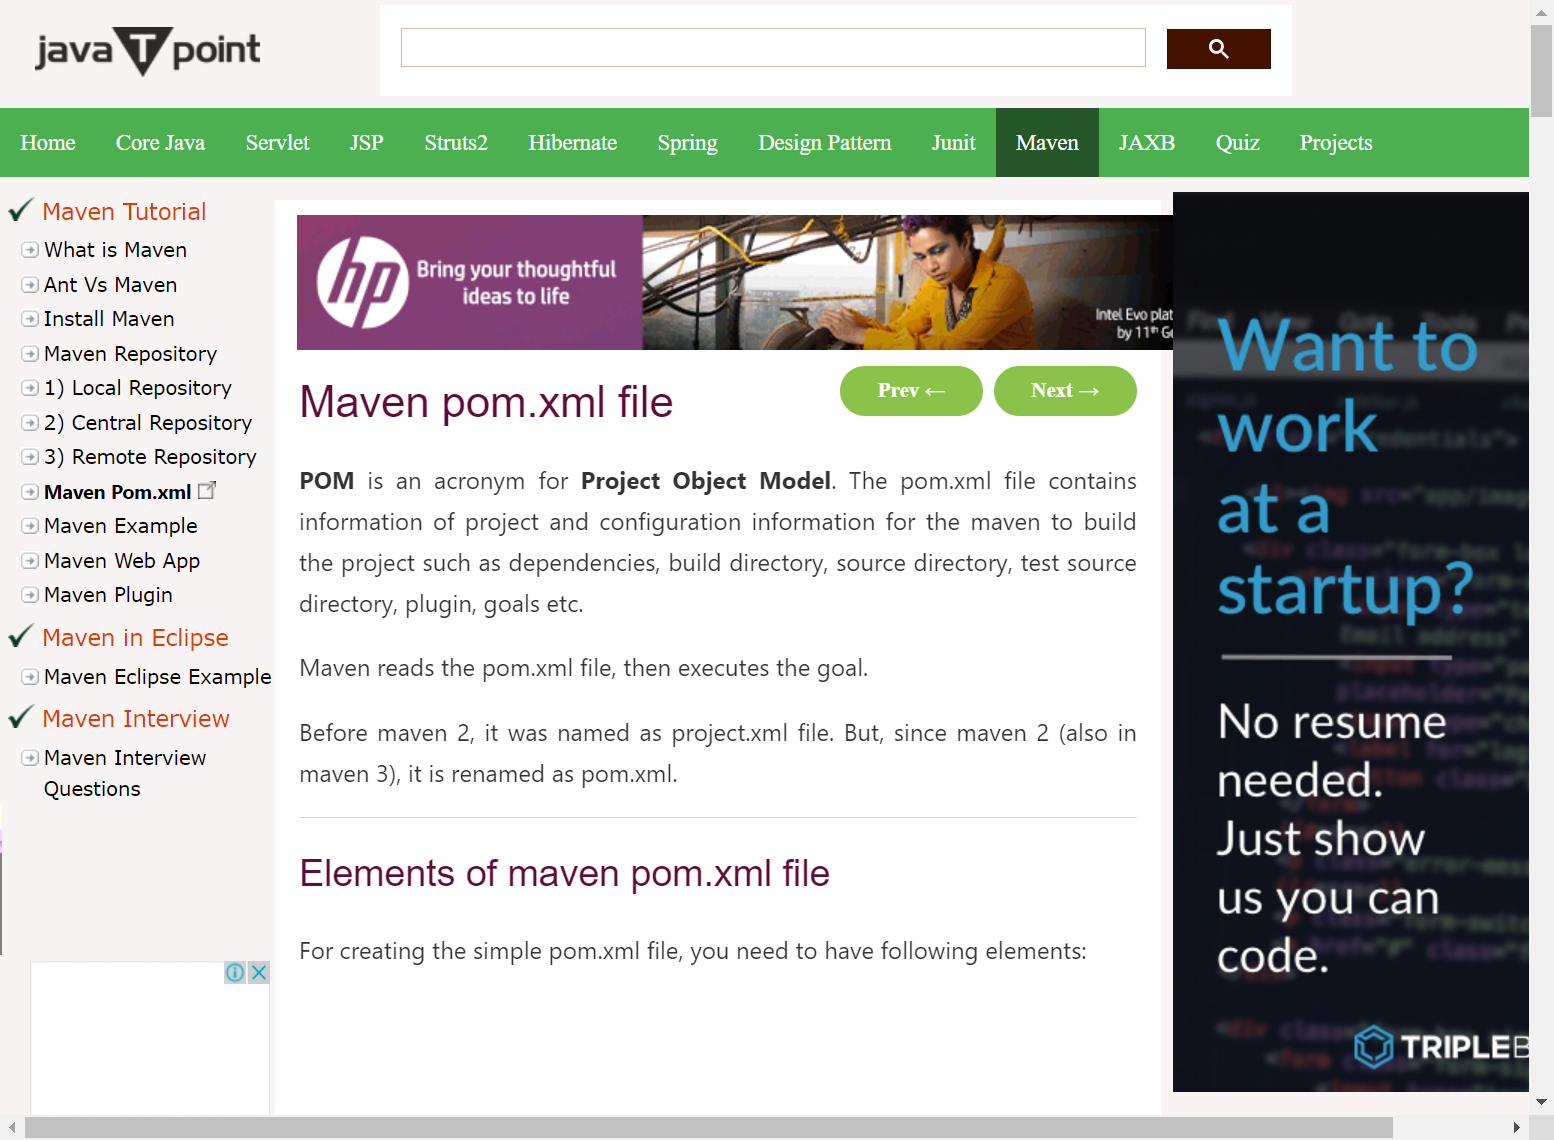 java T point
Home Core Java Servlet JSP Struts2 Hibernate Spring Design Pattern Junit Maven JAXB Quiz Projects
Maven Tutorial
What is Maven
Ant Vs Maven
Install Maven
Maven Repository
1) Local Repository
2) Central Repository
3) Remote Repository
Maven Pom.xml
Maven Example
Maven Web App
Maven Plugin
Maven in Eclipse
Maven Eclipse Example
Maven Interview
Maven Interview
Questions
hp
Bring your thoughtful
ideas to life
Intel Evo plat
by 11th Ge
Prev ←
Next →
Maven pom.xml file
POM is an acronym for Project Object Model. The pom.xml file contains
information of project and configuration information for the maven to build
the project such as dependencies, build directory, source directory, test source
directory, plugin, goals etc.
Maven reads the pom.xml file, then executes the goal.
Before maven 2, it was named as project.xml file. But, since maven 2 (also in
maven 3), it is renamed as pom.xml.
Elements of maven pom.xml file
For creating the simple pom.xml file, you need to have following elements:
Want to
work
at a
startup?
No resume
needed.
Just show
us you can
code.
TRIPLEB